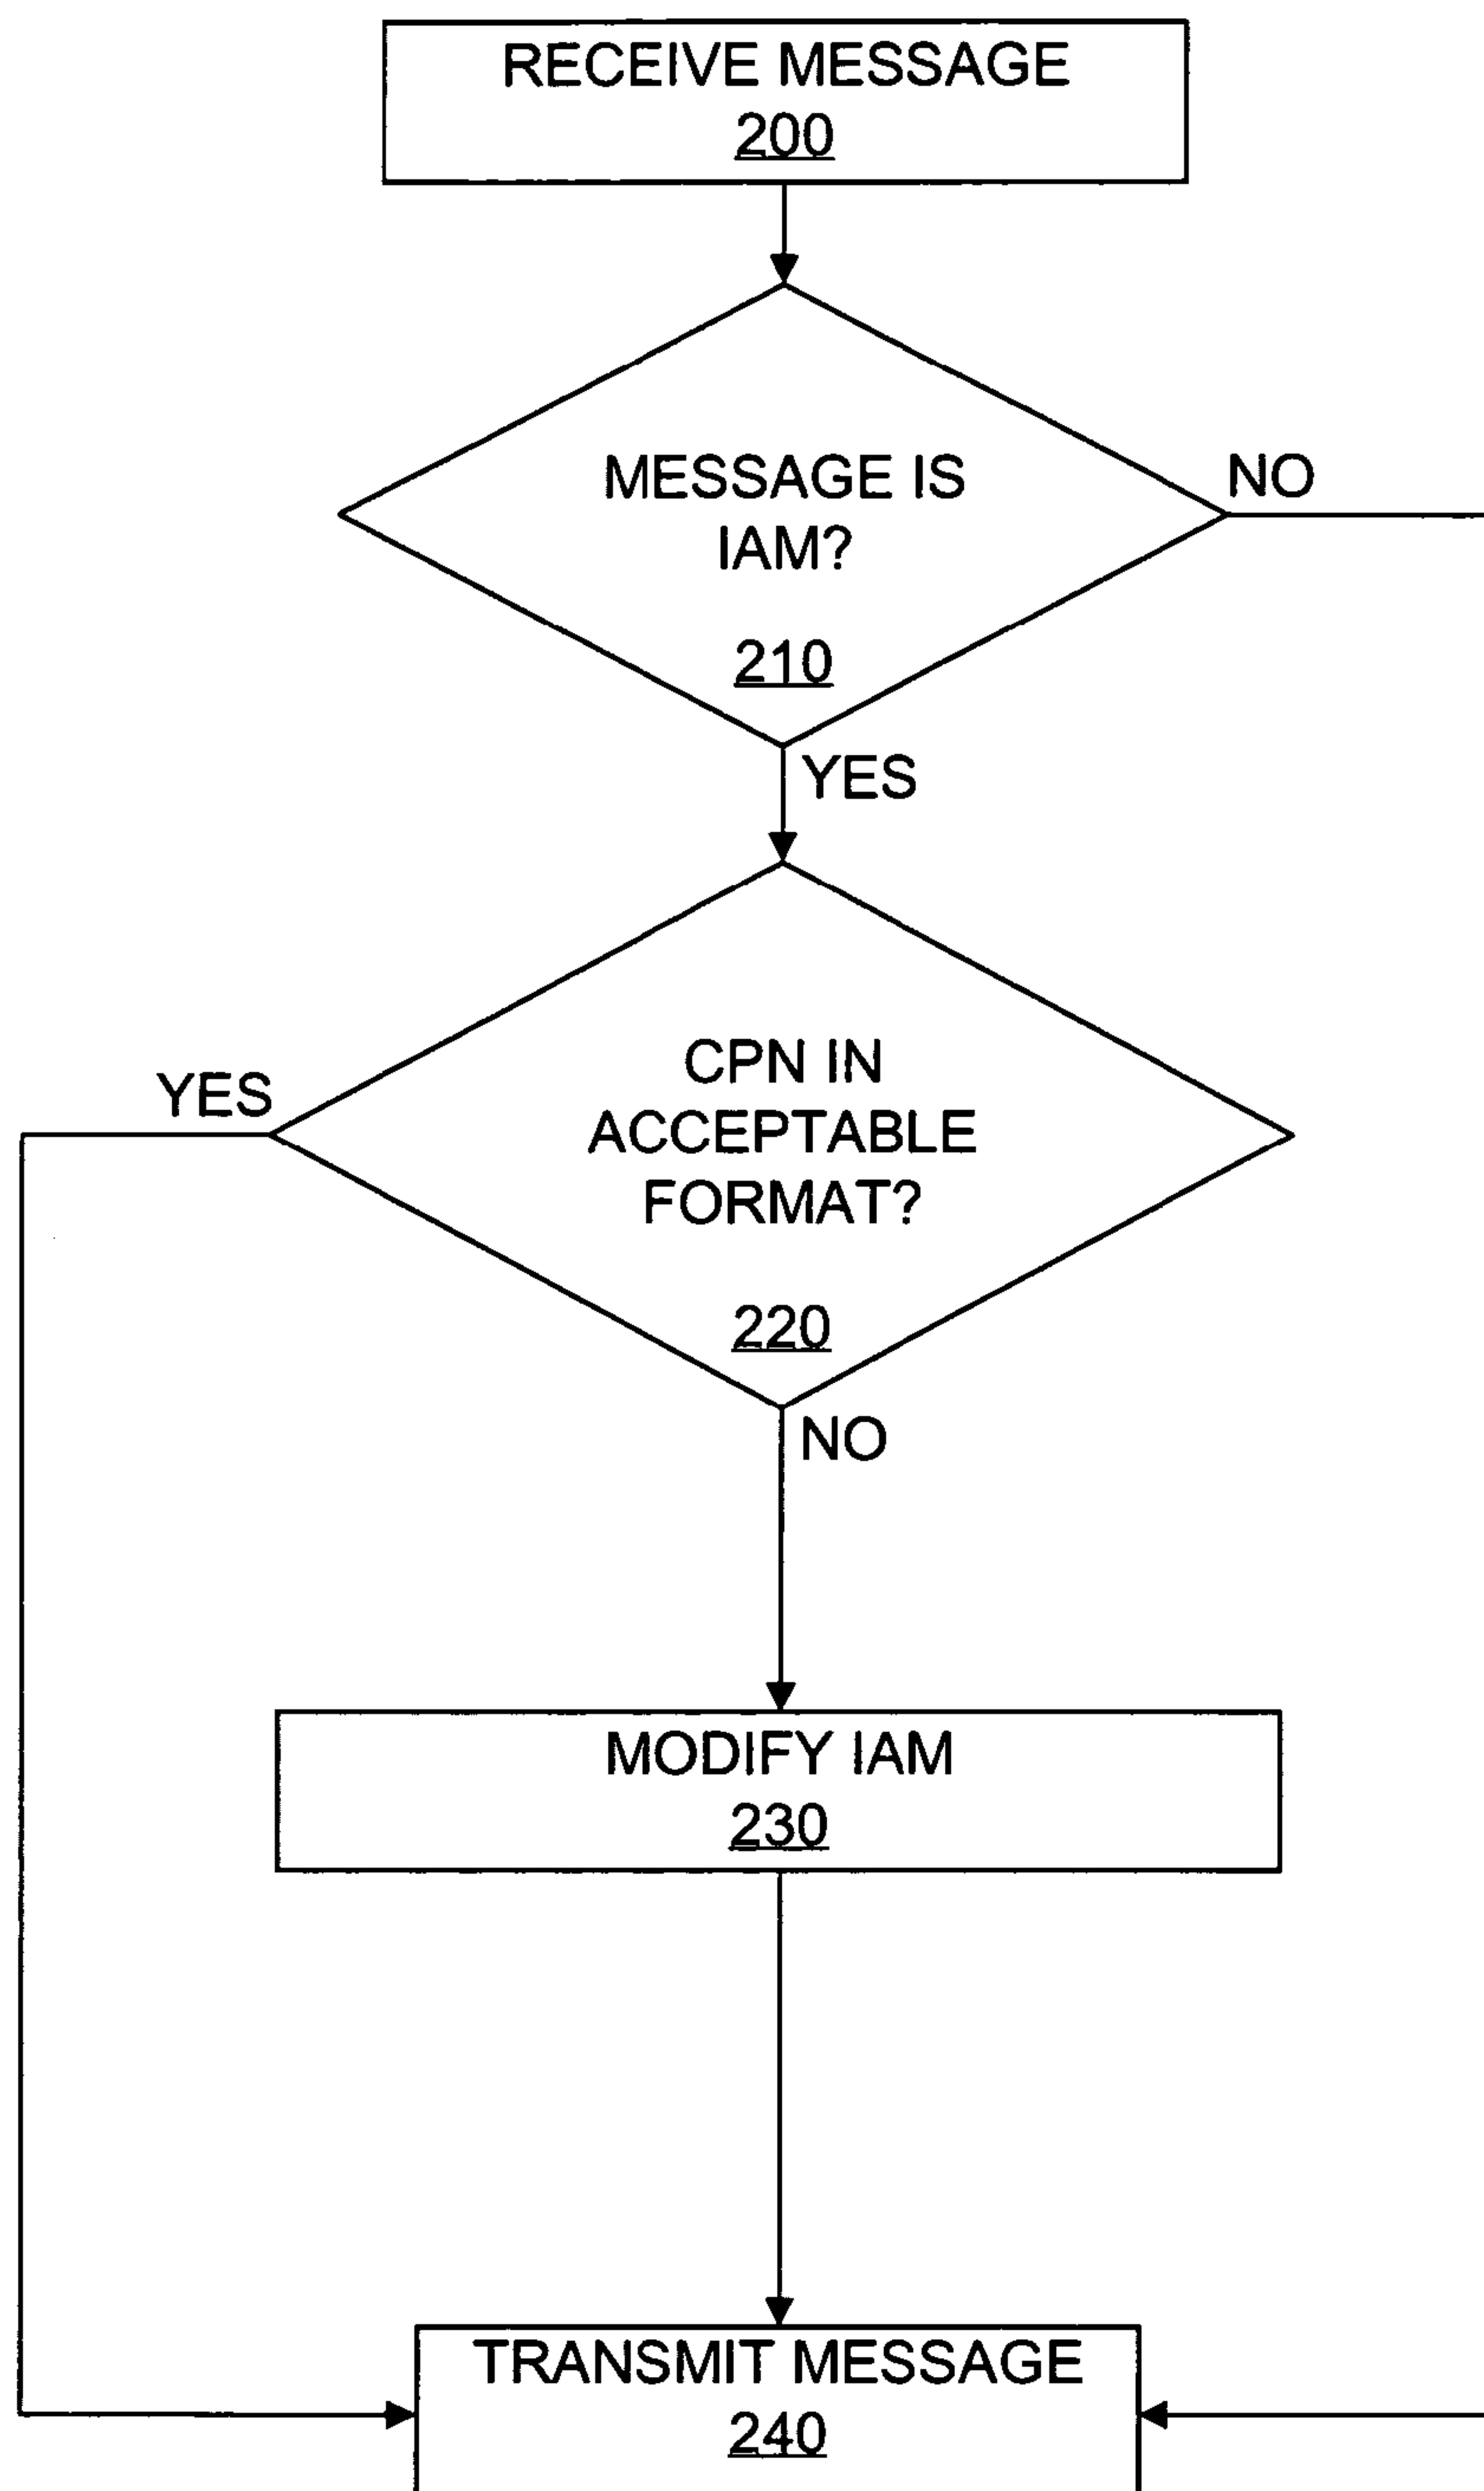 RECEIVE MESSAGE
200
MESSAGE IS
IAM?
210
NO
YES
CPN IN
ACCEPTABLE
FORMAT?
220
YES
NO
MODIFY IAM
230
TRANSMIT MESSAGE
240